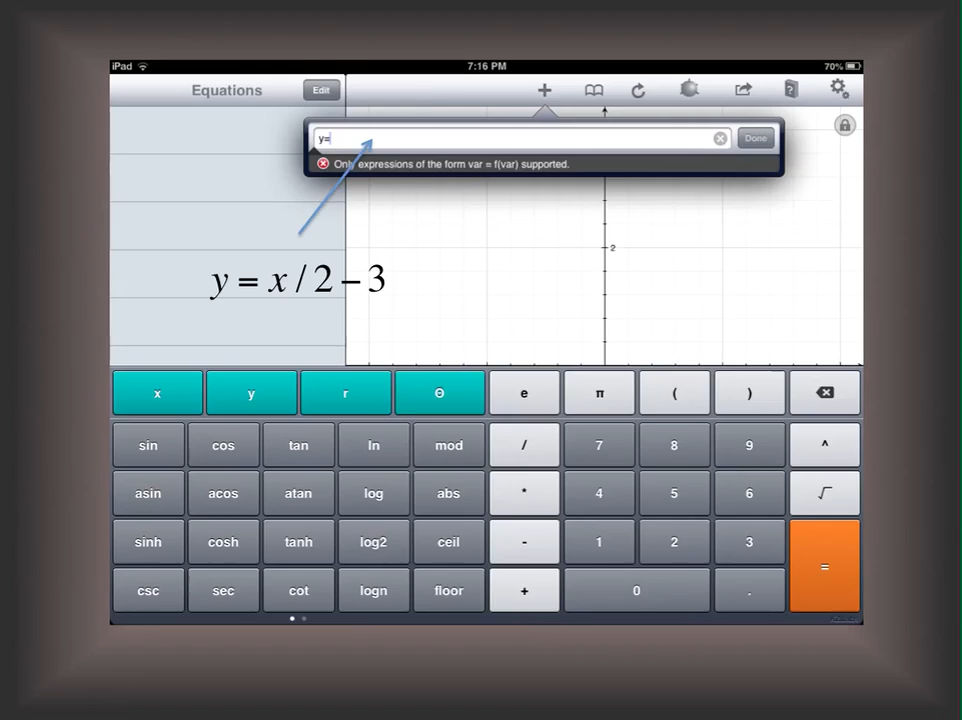 iPad 7:16 PM 70%
Equations Edit + ?
y= Done
Only expressions of the form var = f(var) supported.
2
y = x / 2 – 3
x y r Θ e π ( )
sin cos tan ln mod / 7 8 9 ^
asin acos atan log abs * 4 5 6 √
sinh cosh tanh log2 ceil - 1 2 3 =
csc sec cot logn floor + 0 .